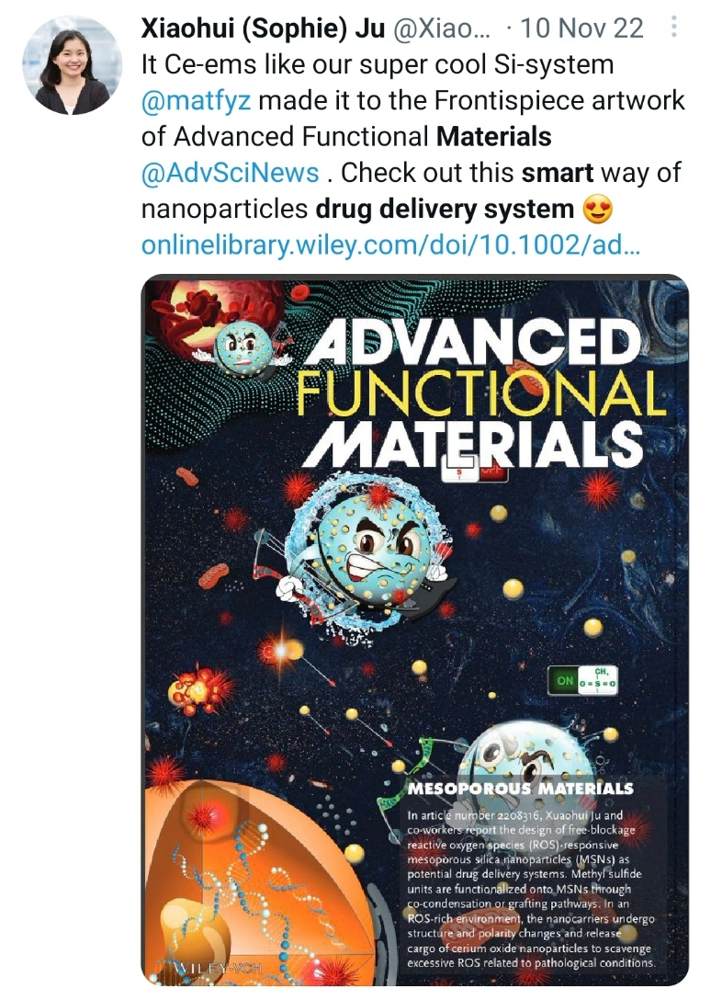 Xiaohui (Sophie) Ju @Xiao... · 10 Nov 22
It Ce-ems like our super cool Si-system
@matfyz made it to the Frontispiece artwork
of Advanced Functional Materials
@AdvSciNews . Check out this smart way of
nanoparticles drug delivery system 😍
onlinelibrary.wiley.com/doi/10.1002/ad...
ADVANCED
FUNCTIONAL
MATERIALS
S OFF
ON CH,
O=S=O
MESOPOROUS MATERIALS
In article number 2208316, Xuaohui Ju and
co-workers report the design of free-blockage
reactive oxygen species (ROS)-responsive
mesoporous silica nanoparticles (MSNs) as
potential drug delivery systems. Methyl sulfide
units are functionalized onto MSNs through
co-condensation or grafting pathways. In an
ROS-rich environment, the nanocarriers undergo
structure and polarity changes and release
cargo of cerium oxide nanoparticles to scavenge
excessive ROS related to pathological conditions.
WILEY-VCH